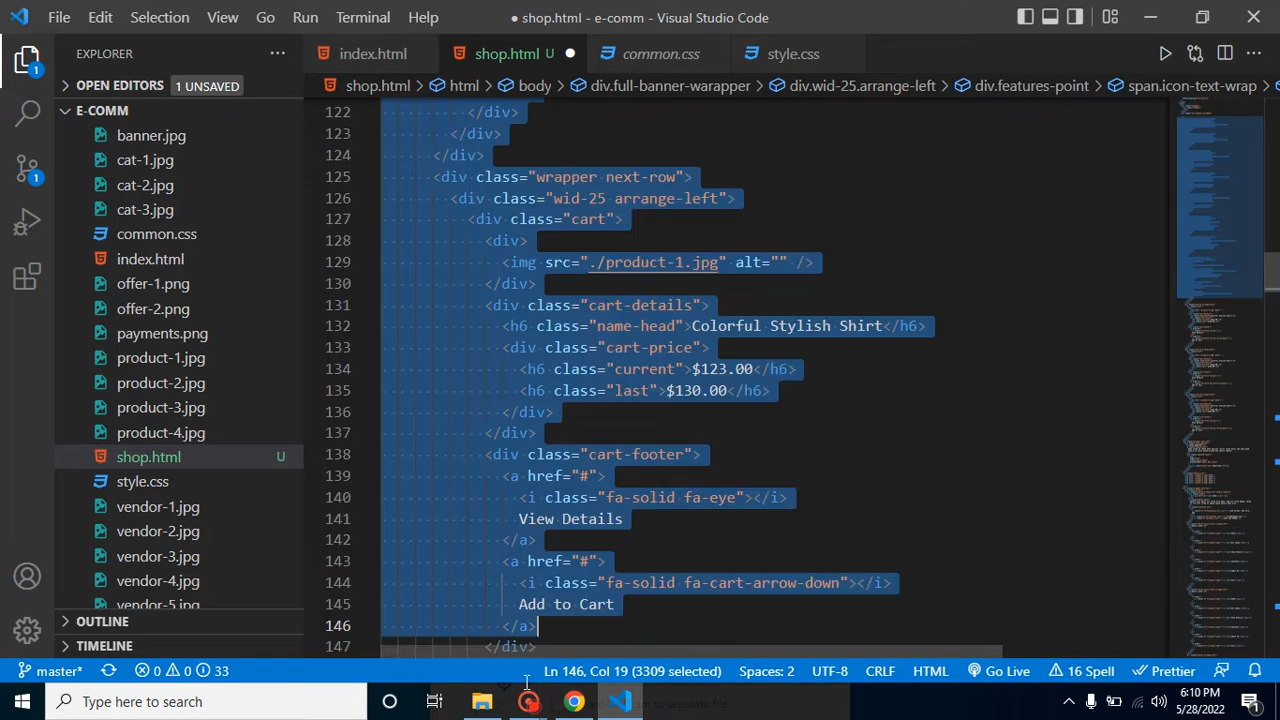 File Edit Selection View Go Run Terminal Help
● shop.html - e-comm - Visual Studio Code
EXPLORER
index.html
shop.html U ●
common.css
style.css
OPEN EDITORS 1 UNSAVED
shop.html > html > body > div.full-banner-warapper > div.wid-25.arrange-left > div.features-point > span.icon-text-wrap >
E-COMM
banner.jpg
cat-1.jpg
cat-2.jpg
cat-3.jpg
common.css
index.html
offer-1.png
offer-2.png
payments.png
product-1.jpg
product-2.jpg
product-3.jpg
product-4.jpg
shop.html U
style.css
vendor-1.jpg
vendor-2.jpg
vendor-3.jpg
vendor-4.jpg
vendor-5.jpg
OUTLINE
TIMELINE
122 </div>
123 </div>
124 </div>
125 <div class="wrapper next-row">
126 <div class="wid-25 arrange-left">
127 <div class="cart">
128 <div>
129 <img src="./product-1.jpg" alt="" />
130 </div>
131 <div class="cart-details">
132 <h6 class="name-head">Colorful Stylish Shirt</h6>
133 <div class="cart-price">
134 <h6 class="current">$123.00</h6>
135 <h6 class="last">$130.00</h6>
136 </div>
137 </div>
138 <div class="cart-footer">
139 <a href="#">
140 <i class="fa-solid fa-eye"></i>
141 View Details
142 </a>
143 <a href="#">
144 <i class="fa-solid fa-cart-arrow-down"></i>
145 Add to Cart
146 </a>
147 </div>
master* 0 0 33
Ln 146, Col 19 (3309 selected) Spaces: 2 UTF-8 CRLF HTML Go Live 16 Spell Prettier
Type here to search
to separate file
6:10 PM
5/28/2022